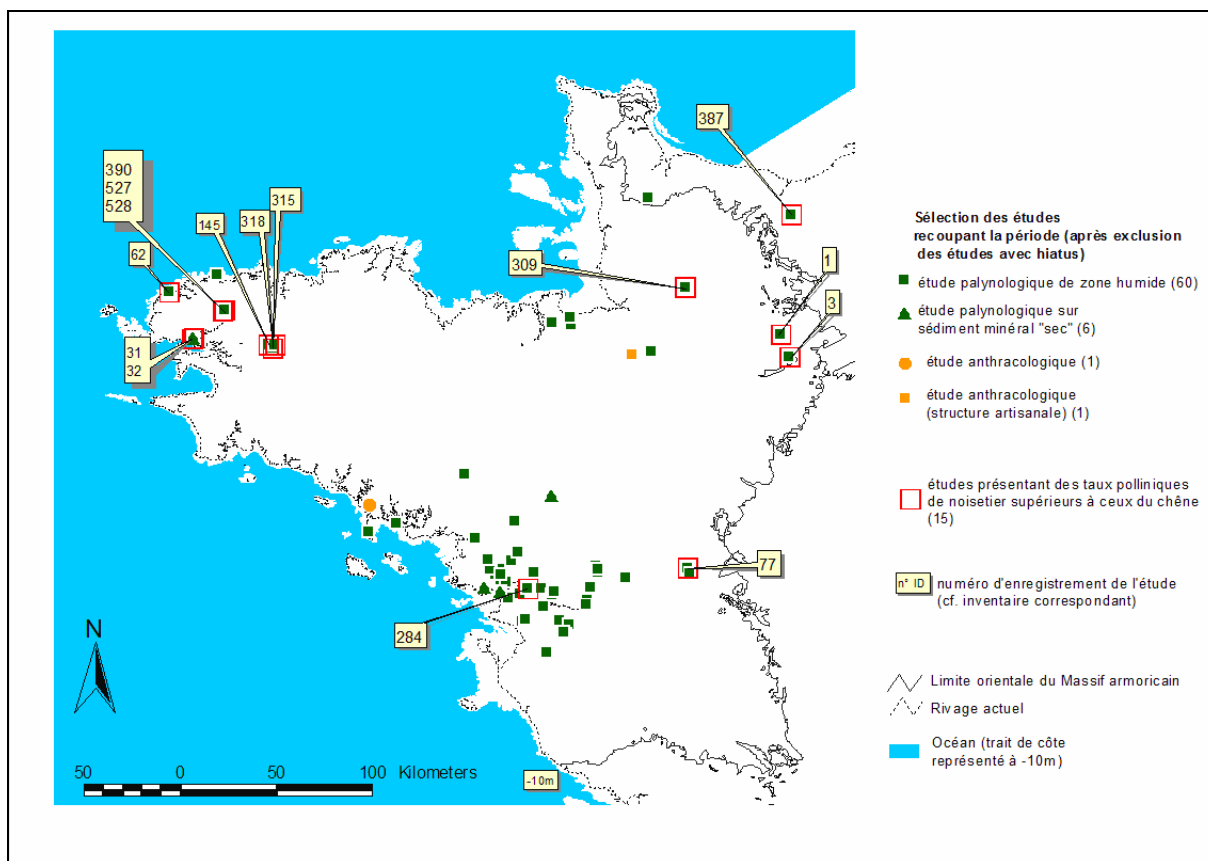 387
390
527
528
315
145
318
62
309
1
3
31
32
77
284
N
50 0 50 100 Kilometers
-10m
Sélection des études
recoupant la période (après exclusion
des études avec hiatus)
étude palynologique de zone humide (60)
étude palynologique sur
sédiment minéral "sec" (6)
étude anthracologique (1)
étude anthracologique
(structure artisanale) (1)
études présentant des taux polliniques
de noisetier supérieurs à ceux du chêne
(15)
n° ID
numéro d'enregistrement de l'étude
(cf. inventaire correspondant)
Limite orientale du Massif armoricain
Rivage actuel
Océan (trait de côte
représenté à -10m)